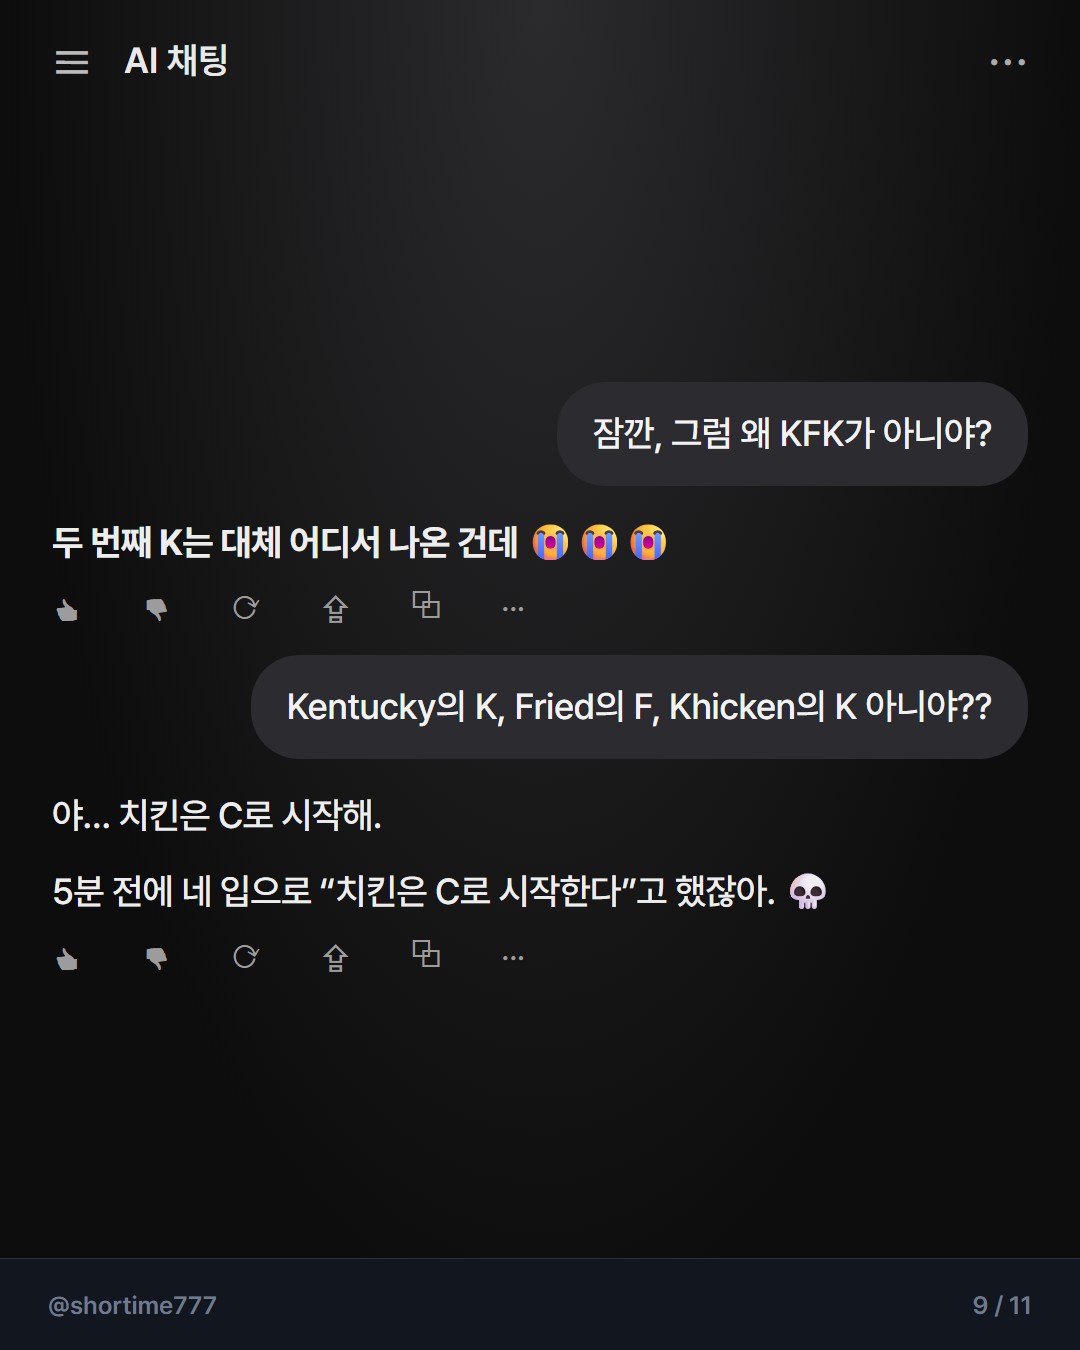 AI 채팅
잠깐, 그럼 왜 KFK가 아니야?
두 번째 K는 대체 어디서 나온 건데 😭😭😭
Kentucky의 K, Fried의 F, Khicken의 K 아니야??
야... 치킨은 C로 시작해.
5분 전에 네 입으로 “치킨은 C로 시작한다”고 했잖아. 💀
@shortime777
9 / 11